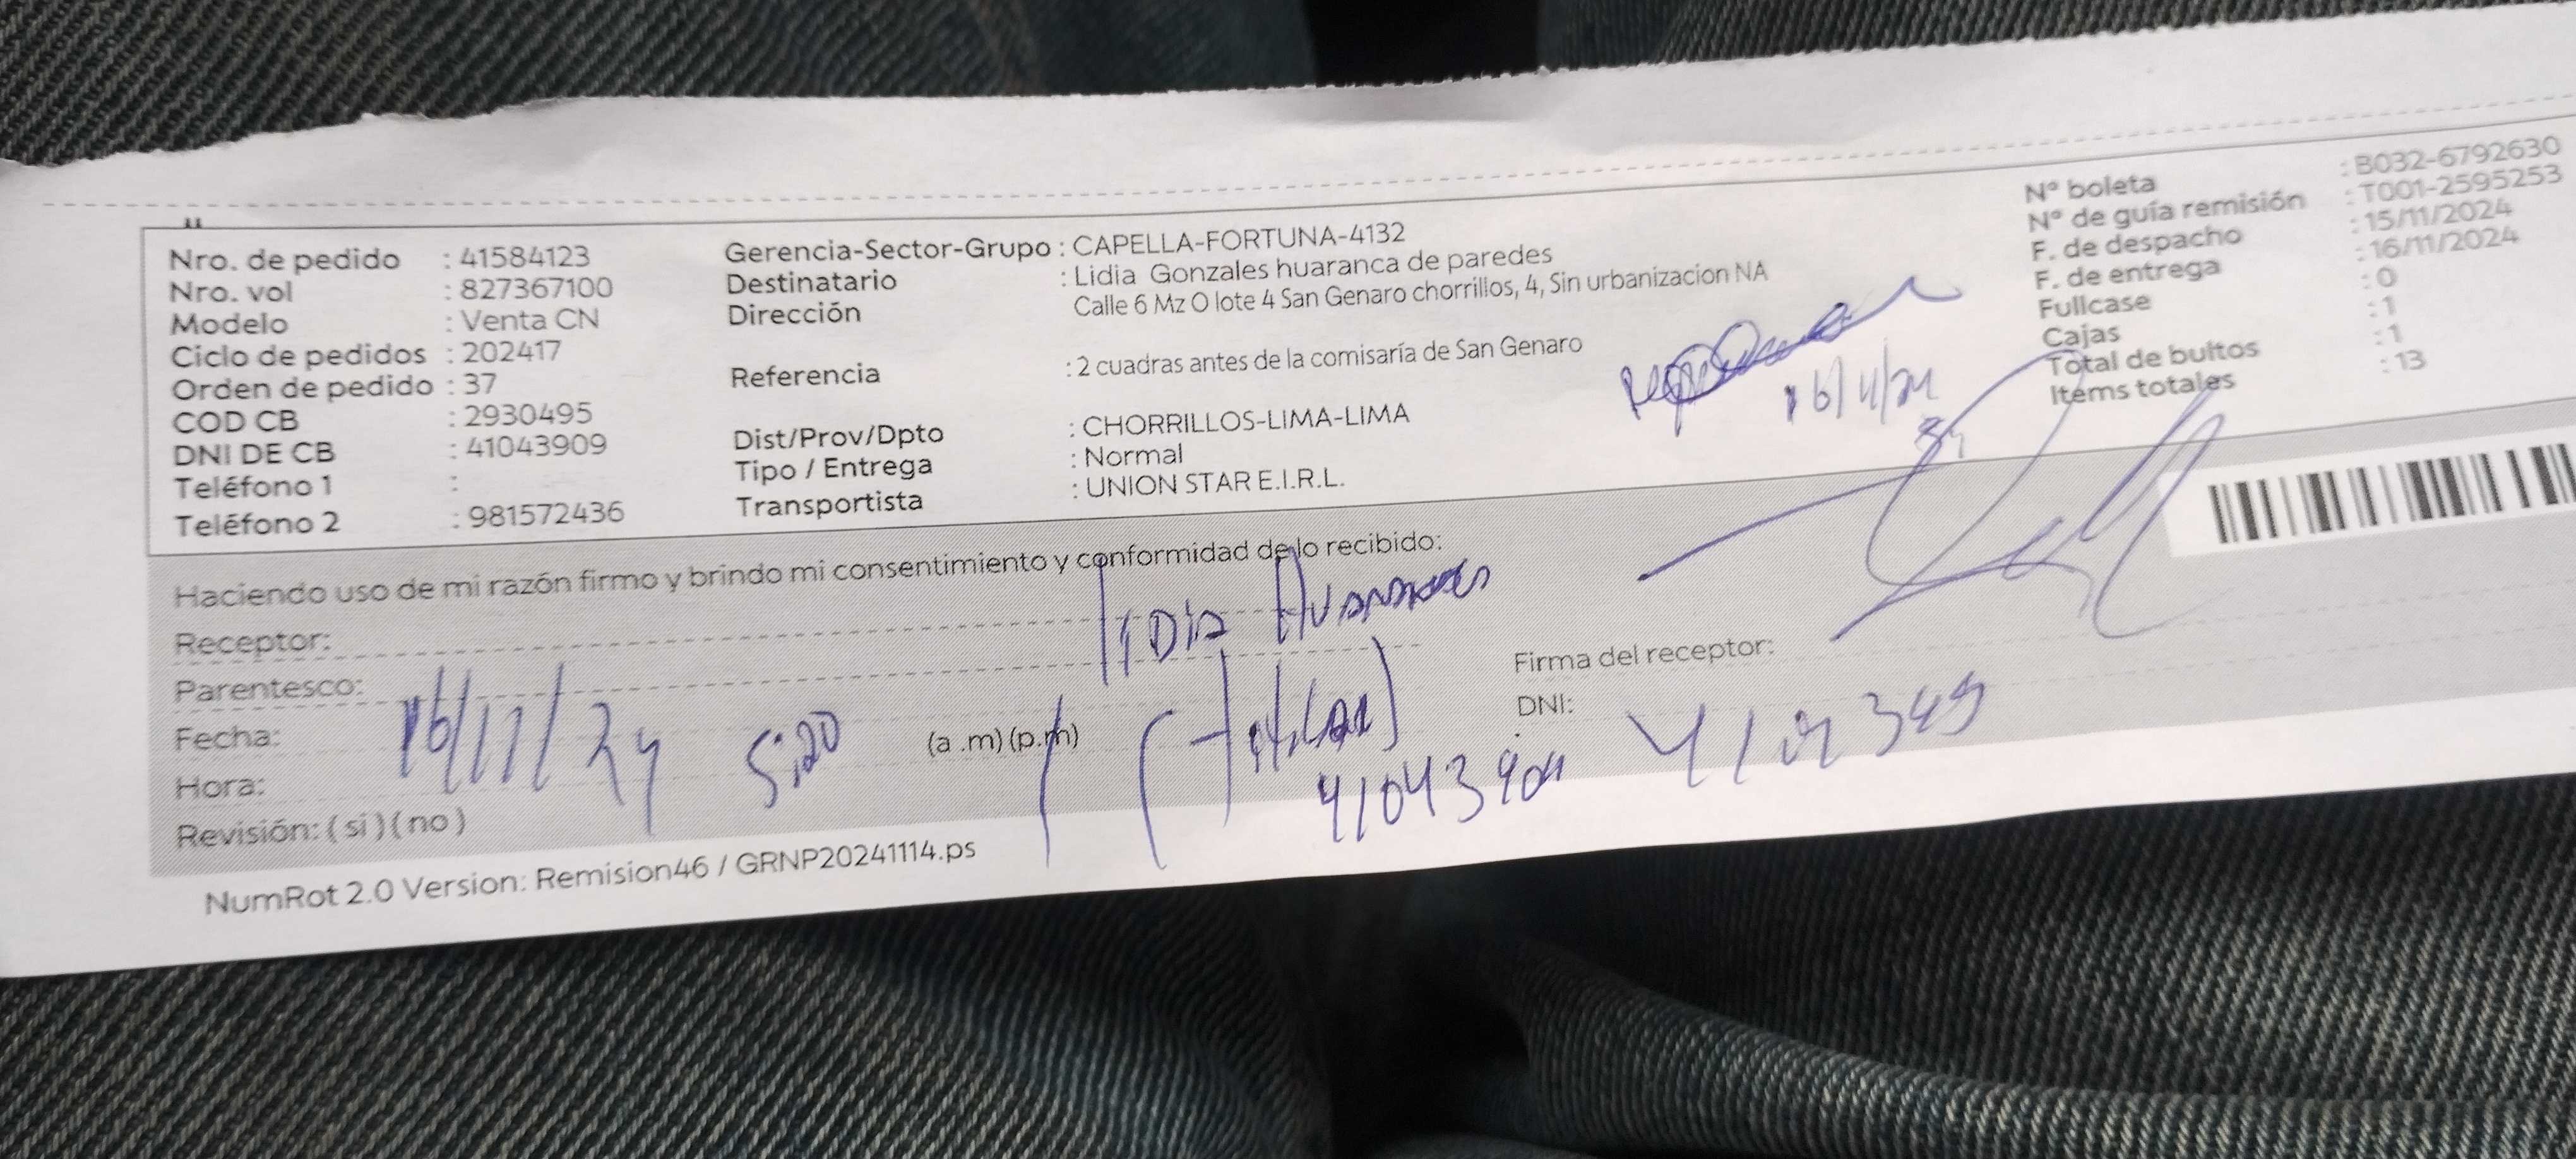 Nro. de pedido : 41584123
Nro. vol : 827367100
Modelo : Venta CN
Ciclo de pedidos : 202417
Orden de pedido : 37
COD CB : 2930495
DNI DE CB : 41043909
Teléfono 1 :
Teléfono 2 : 981572436
Gerencia-Sector-Grupo : CAPELLA-FORTUNA-4132
Destinatario : Lidia Gonzales huaranca de paredes
Dirección Calle 6 Mz O lote 4 San Genaro chorrillos, 4, Sin urbanizacion NA
Referencia : 2 cuadras antes de la comisaría de San Genaro
Dist/Prov/Dpto : CHORRILLOS-LIMA-LIMA
Tipo / Entrega : Normal
Transportista : UNION STAR E.I.R.L.
N° boleta : B032-6792630
N° de guía remisión : T001-2595253
F. de despacho : 15/11/2024
F. de entrega : 16/11/2024
Fullcase : 0
Cajas : 1
Total de bultos : 1
Items totales : 13
16/11/24
Haciendo uso de mi razón firmo y brindo mi consentimiento y conformidad de lo recibido:
Receptor: lIDIA
Parentesco: (titular)
Fecha: 16/11/24
Hora: 5:20 (a .m) (p.m)
Revisión: ( si ) ( no )
Firma del receptor:
DNI:
NumRot 2.0 Version: Remision46 / GRNP20241114.ps